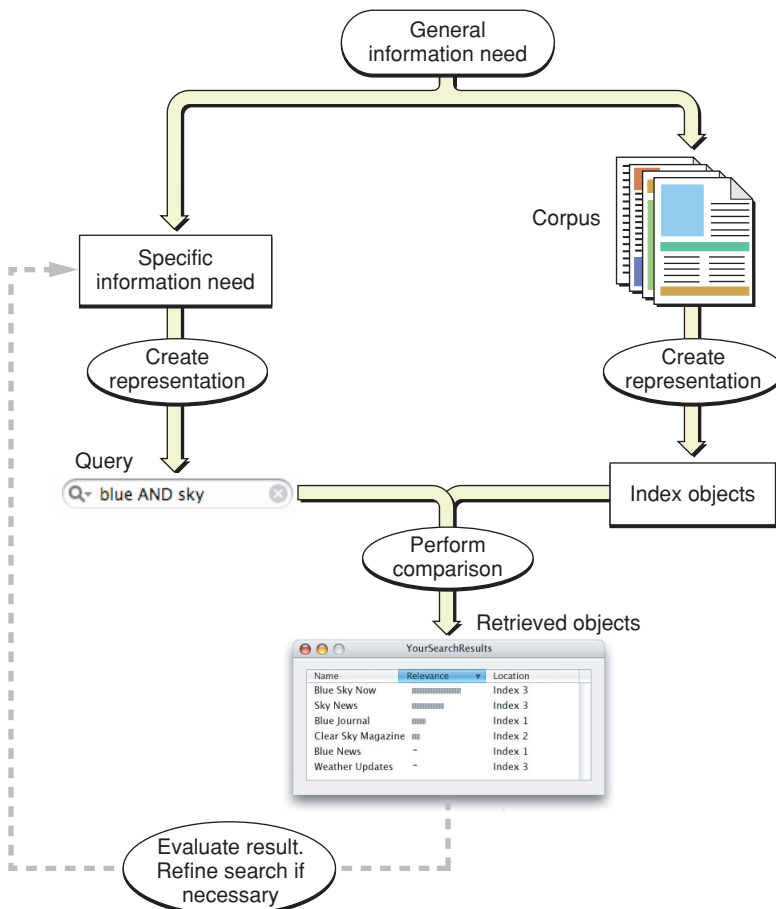 General
information need
Corpus
Specific
information need
Create
representation
Create
representation
Query
blue AND sky
Index objects
Perform
comparison
Retrieved objects
YourSearchResults
Name Relevance Location
Blue Sky Now Index 3
Sky News Index 3
Blue Journal Index 1
Clear Sky Magazine Index 2
Blue News - Index 1
Weather Updates - Index 3
Evaluate result.
Refine search if
necessary